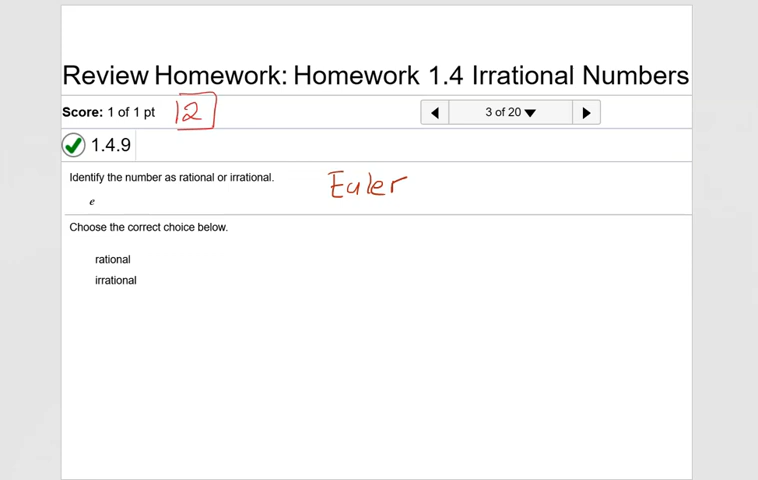 Review Homework: Homework 1.4 Irrational Numbers
Score: 1 of 1 pt 2 3 of 20
1.4.9
Identify the number as rational or irrational. Euler
e
Choose the correct choice below.
rational
irrational